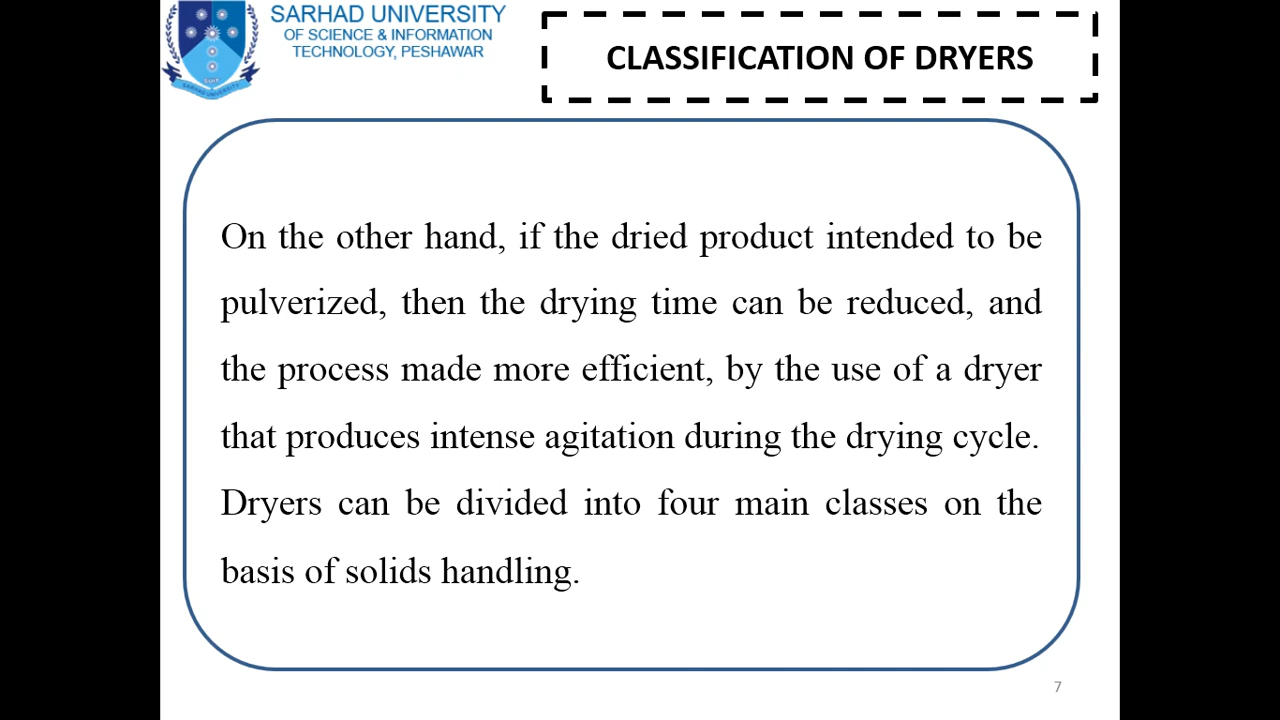 SARHAD UNIVERSITY
OF SCIENCE & INFORMATION
TECHNOLOGY, PESHAWAR
CLASSIFICATION OF DRYERS
On the other hand, if the dried product intended to be
pulverized, then the drying time can be reduced, and
the process made more efficient, by the use of a dryer
that produces intense agitation during the drying cycle.
Dryers can be divided into four main classes on the
basis of solids handling.
7